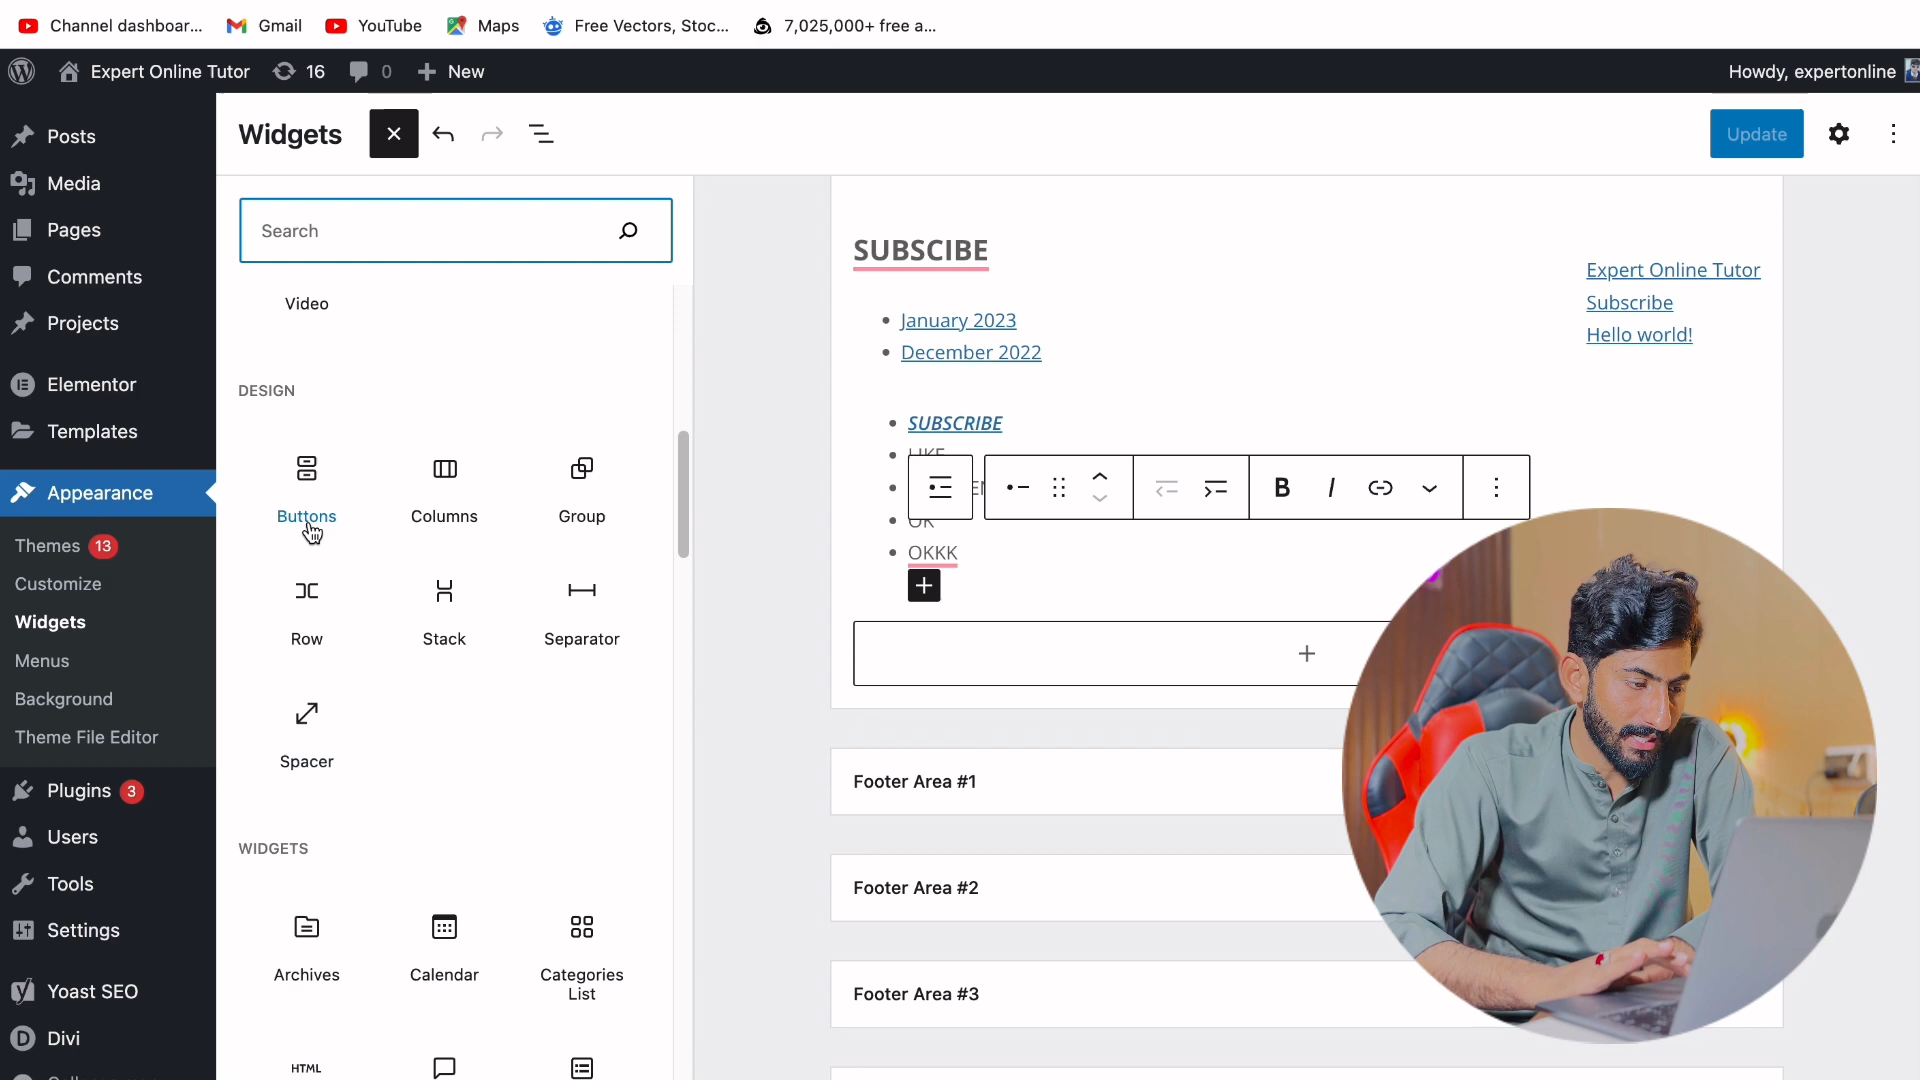 Channel dashboar...
Gmail
YouTube
Maps
Free Vectors, Stoc...
7,025,000+ free a...
Expert Online Tutor
16
0
New
Howdy, expertonline
Posts
Media
Pages
Comments
Projects
Elementor
Templates
Appearance
Themes 13
Customize
Widgets
Menus
Background
Theme File Editor
Plugins 3
Users
Tools
Settings
Yoast SEO
Divi
Widgets
Update
Search
Video
DESIGN
Buttons
Columns
Group
Row
Stack
Separator
Spacer
WIDGETS
Archives
Calendar
Categories
List
HTML
SUBSCIBE
January 2023
December 2022
Expert Online Tutor
Subscribe
Hello world!
SUBSCRIBE
LIKE
B I
OK
OKKK
Footer Area #1
Footer Area #2
Footer Area #3